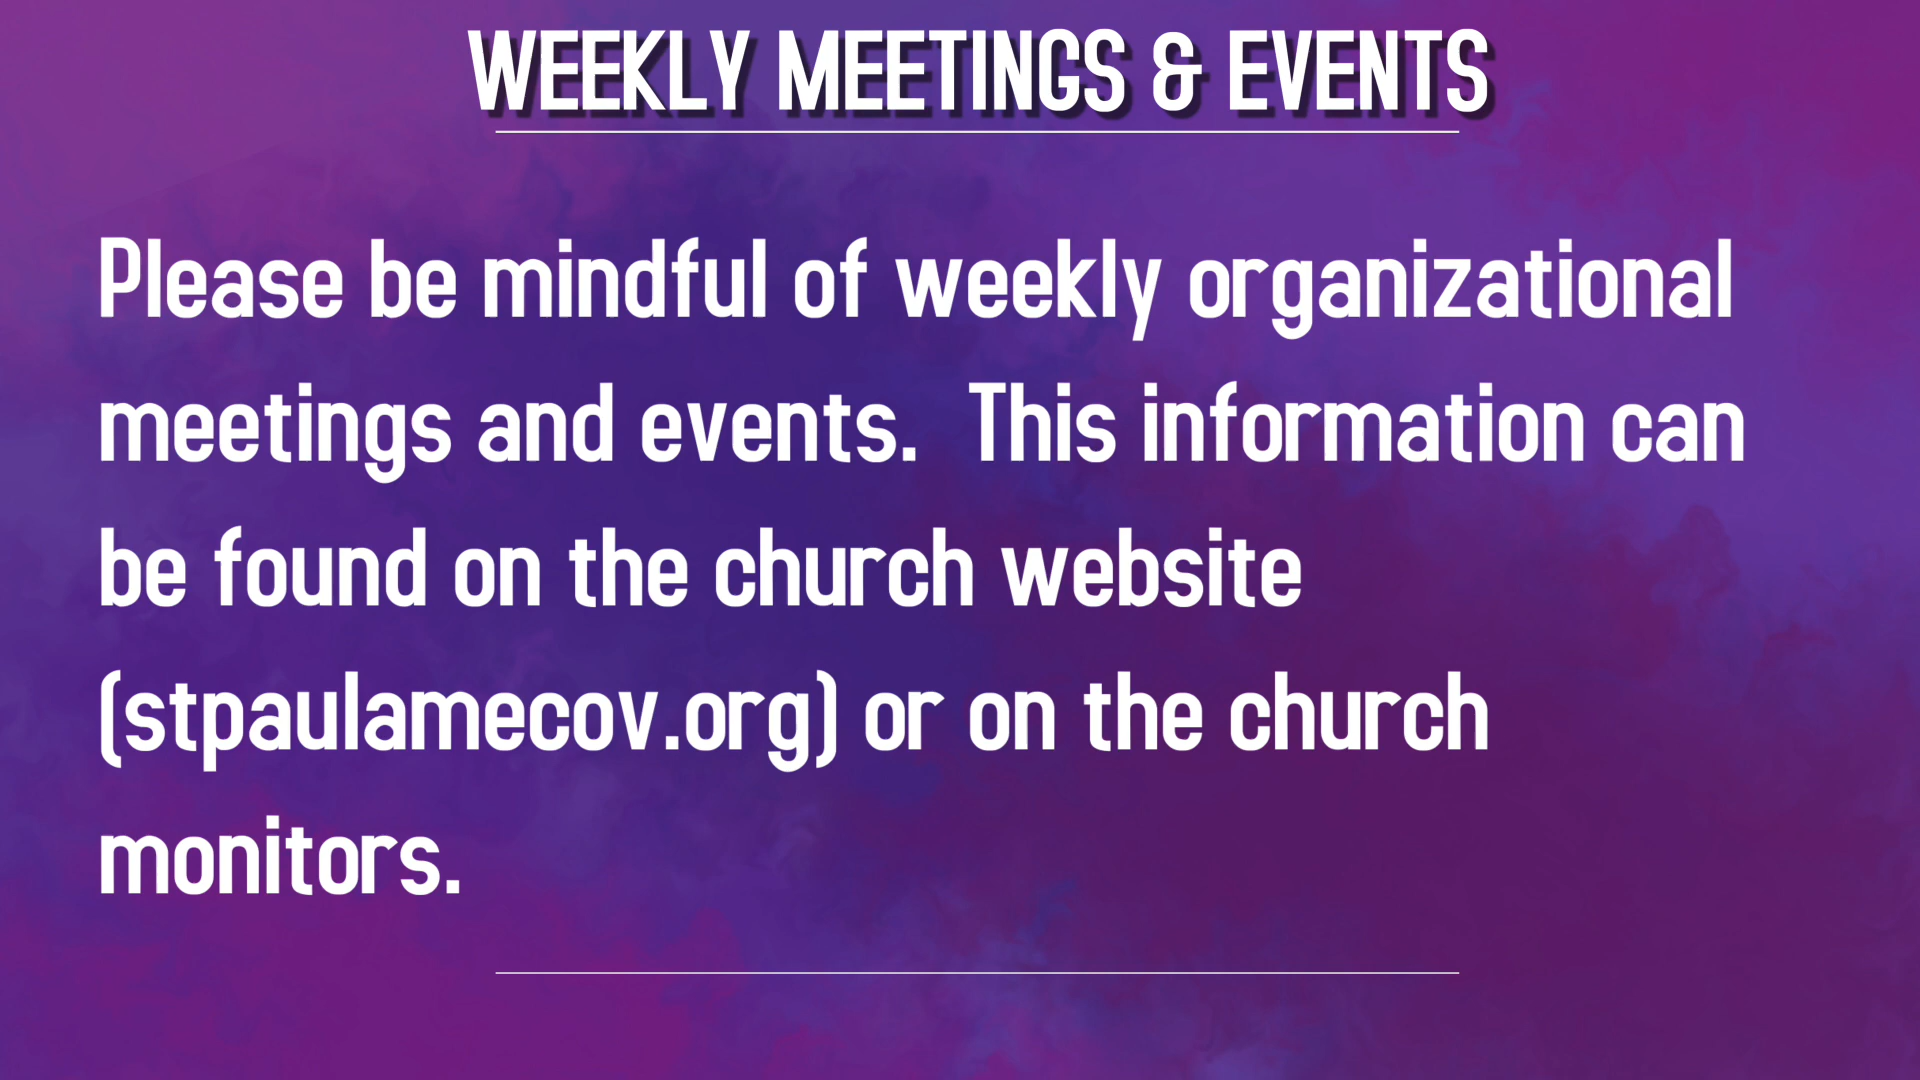 WEEKLY MEETINGS & EVENTS
Please be mindful of weekly organizational
meetings and events.  This information can
be found on the church website
(stpaulamecov.org) or on the church
monitors.